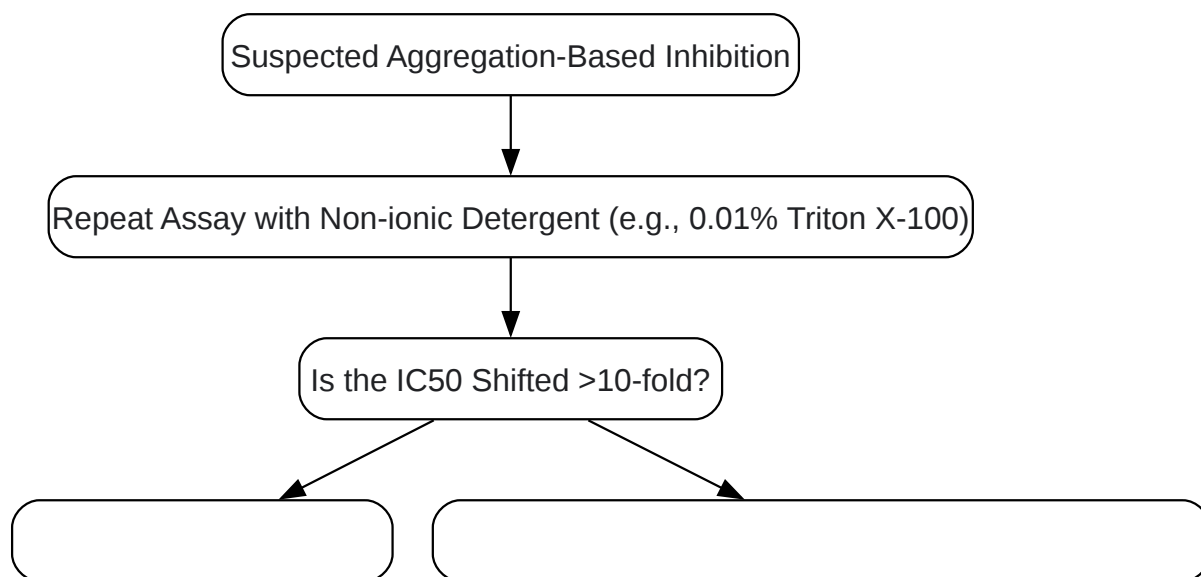 Suspected Aggregation-Based Inhibition
Repeat Assay with Non-ionic Detergent (e.g., 0.01% Triton X-100)
Is the IC50 Shifted >10-fold?